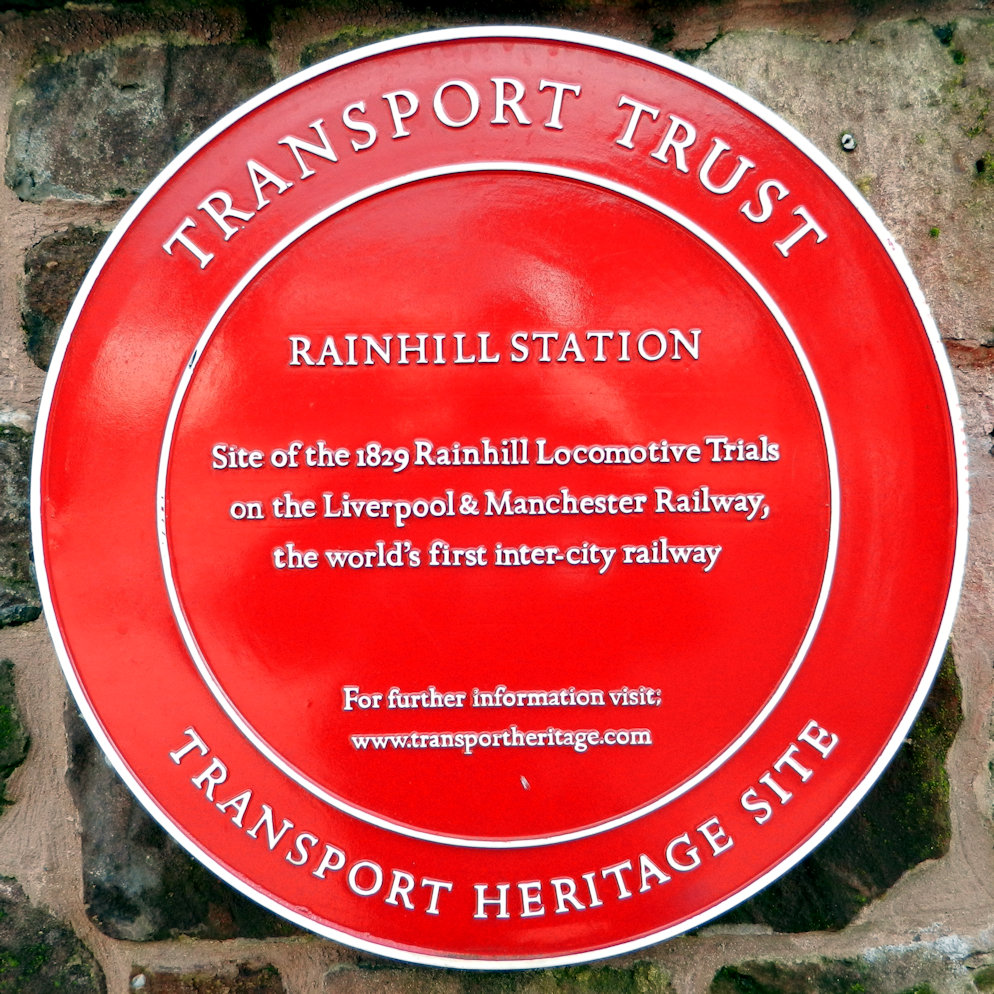 TRANSPORT TRUST
RAINHILL STATION
Site of the 1829 Rainhill Locomotive Trials
on the Liverpool & Manchester Railway,
the world's first inter-city railway
For further information visit:
www.transportheritage.com
TRANSPORT HERITAGE SITE